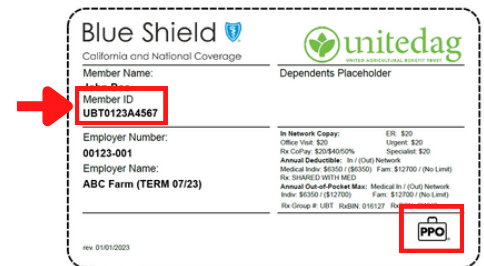 Blue Shield
California and National Coverage
unitedag
UNITED AGRICULTURAL BENEFIT TRUST
Member Name:
John Doe
Dependents Placeholder
Member ID
UBT0123A4567
Employer Number:
00123-001
Employer Name:
ABC Farm (TERM 07/23)
In Network Copay: ER: $20
Office Visit: $20 Urgent: $20
Rx CoPay: $20/$40/50% Specialist: $20
Annual Deductible: In / (Out) Network
Medical Indiv: $6350 / ($6350) Fam: $12700 / (No Limit)
Rx: SHARED WITH MED
Annual Out-of-Pocket Max: Medical In / (Out) Network
Indiv: $6350 / ($12700) Fam: $12700 / (No Limit)
Rx Group #: UBT RxBIN: 016127
PPO
rev. 01/01/2023